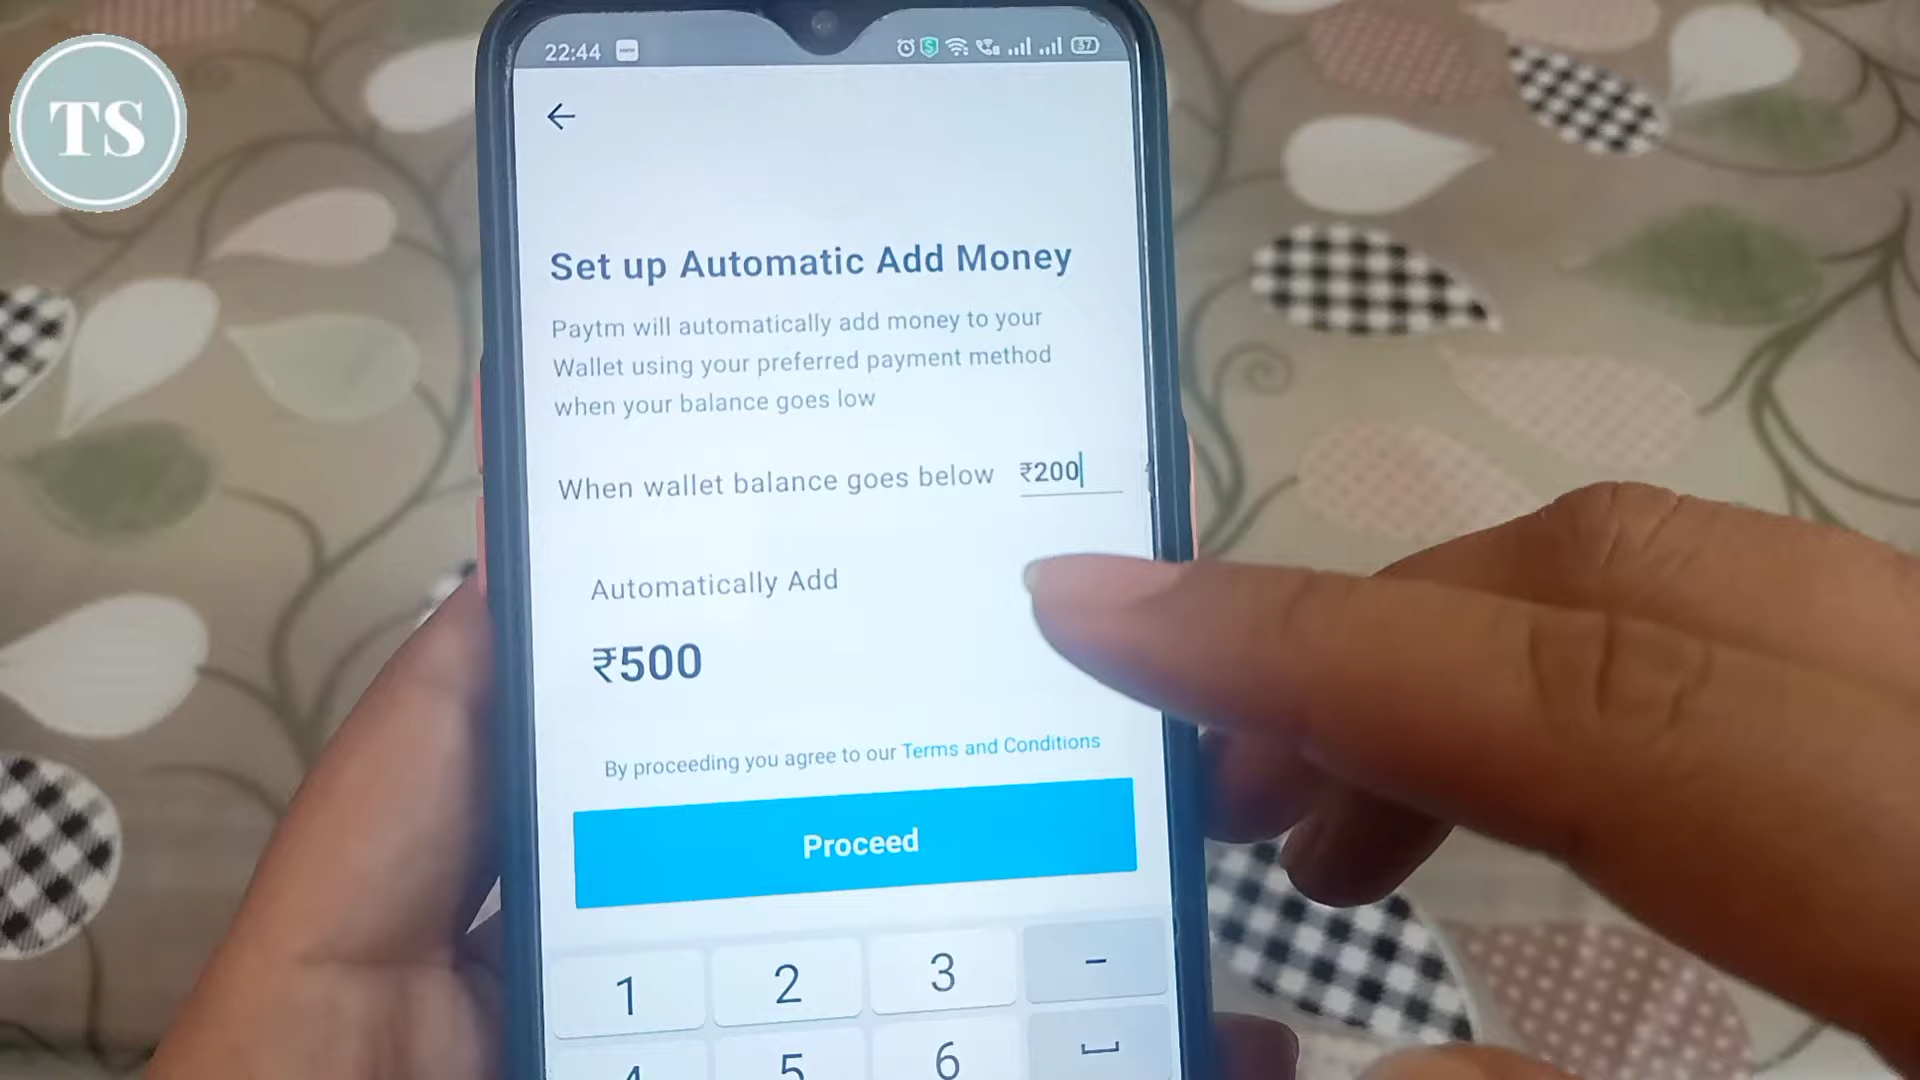 TS
22:44
37
Set up Automatic Add Money
Paytm will automatically add money to your
Wallet using your preferred payment method
when your balance goes low
When wallet balance goes below ₹200
Automatically Add
₹500
By proceeding you agree to our Terms and Conditions
Proceed
1 2 3 -
4 5 6